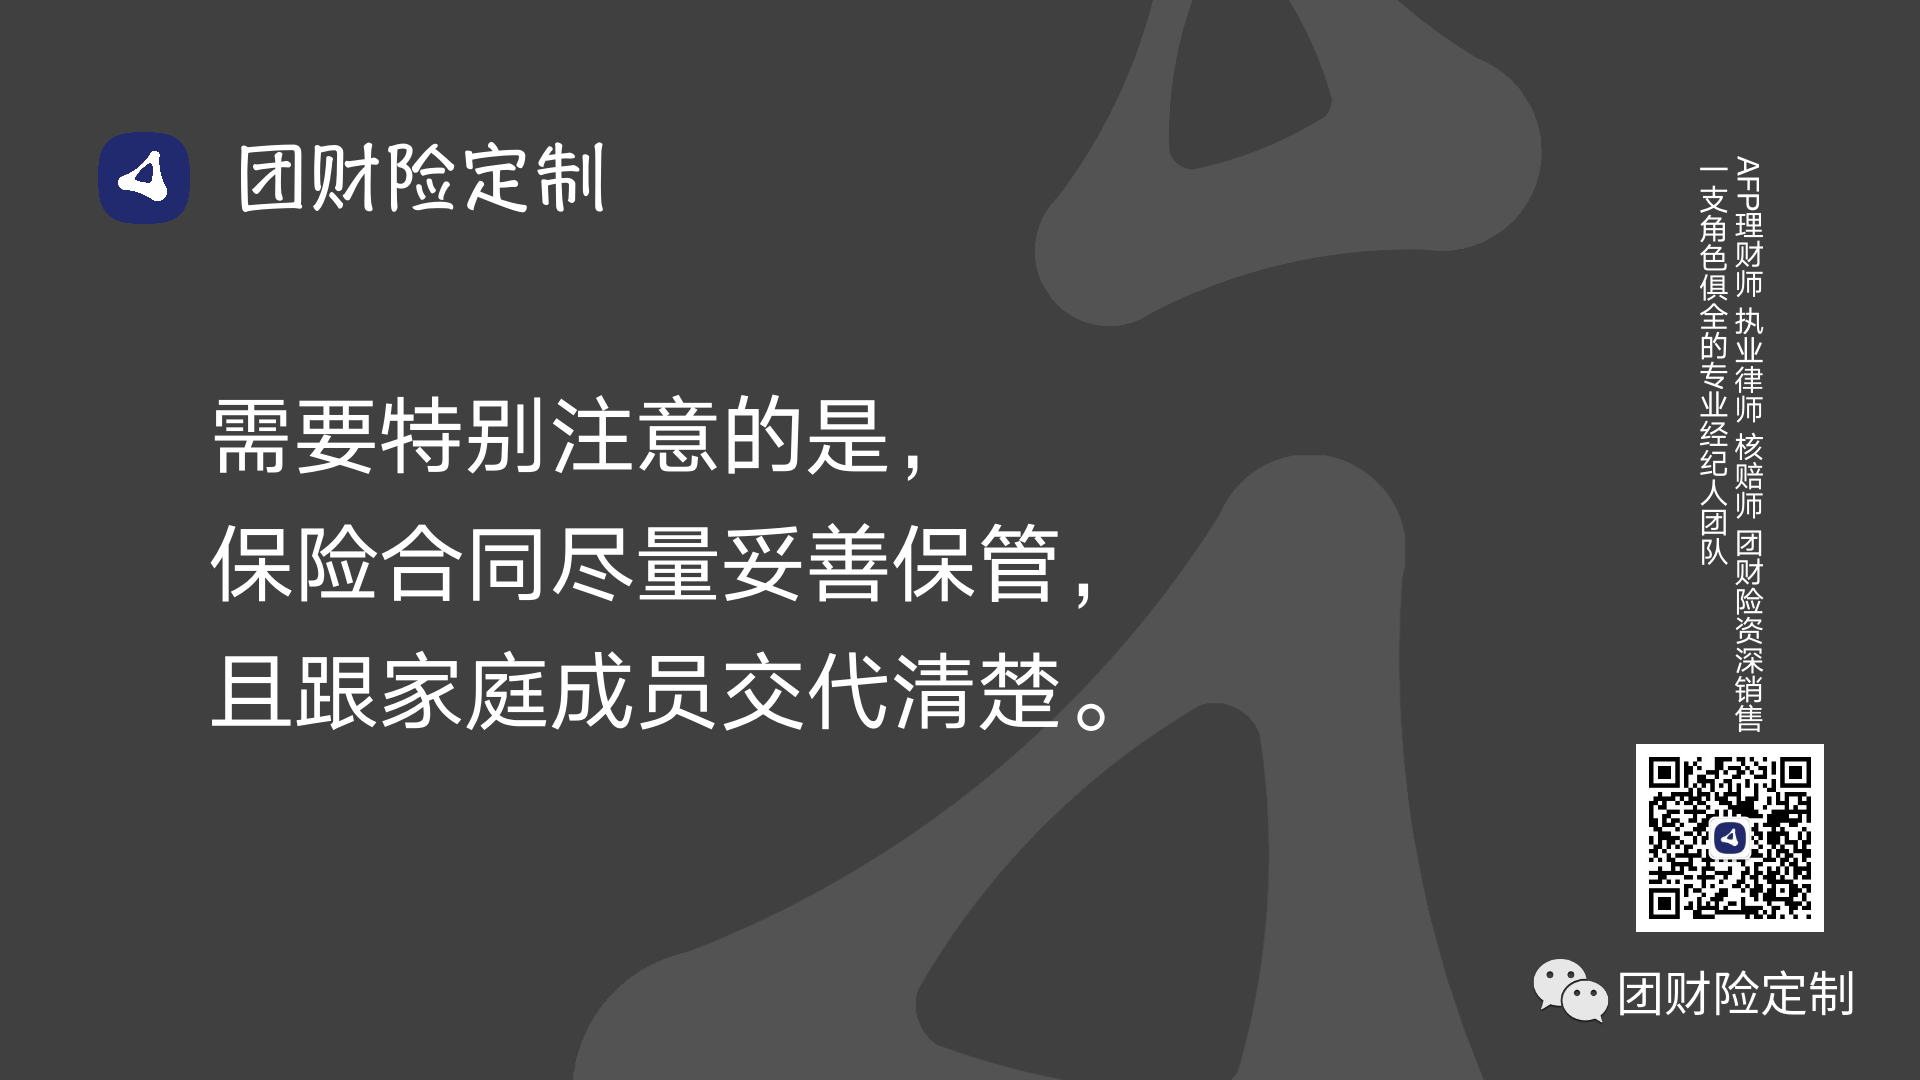 团财险定制
需要特别注意的是，
保险合同尽量妥善保管，
且跟家庭成员交代清楚。
AFP理财师 执业律师 核赔师 团财险资深销售
一支角色俱全的专业经纪人团队
团财险定制